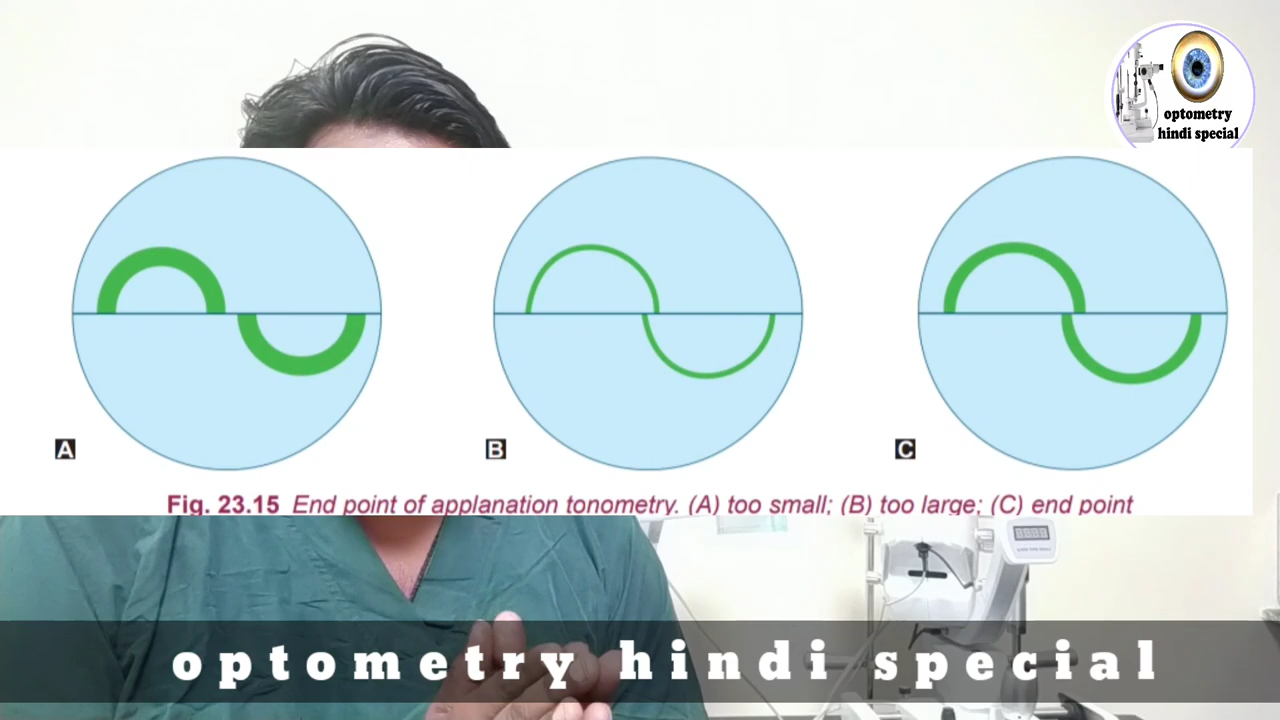 optometry
hindi special
A
B
C
Fig. 23.15 End point of applanation tonometry. (A) too small; (B) too large; (C) end point
optometry hindi special